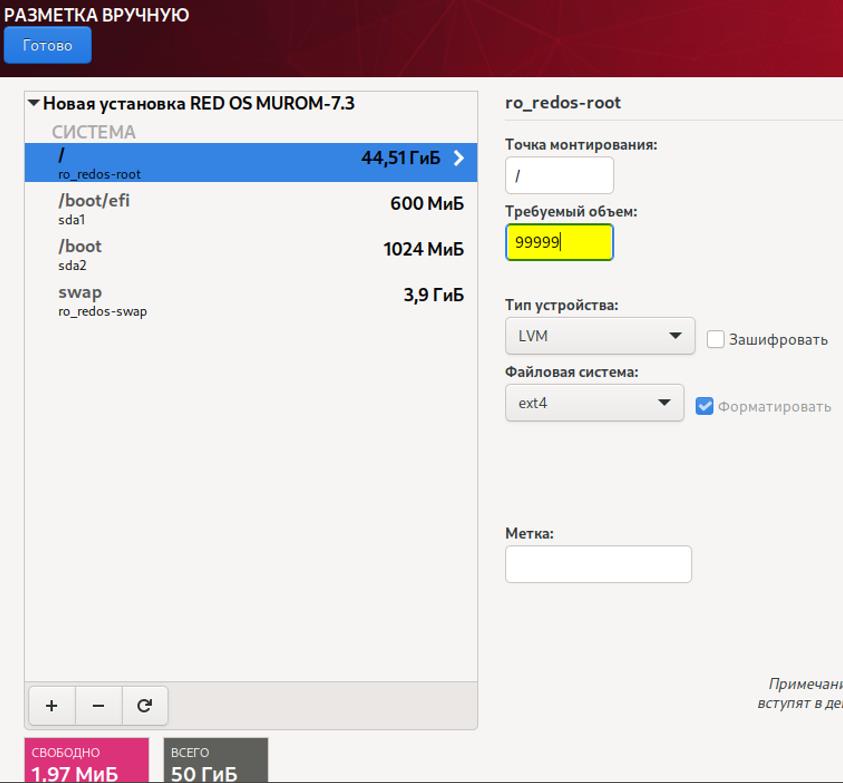 РАЗМЕТКА ВРУЧНУЮ
Готово
Новая установка RED OS MUROM-7.3
СИСТЕМА
/ 44,51 ГиБ
ro_redos-root
/boot/efi 600 МиБ
sda1
/boot 1024 МиБ
sda2
swap 3,9 ГиБ
ro_redos-swap
+ −
СВОБОДНО
1,97 МиБ
ВСЕГО
50 ГиБ
ro_redos-root
Точка монтирования:
/
Требуемый объем:
99999
Тип устройства:
LVM
Зашифровать
Файловая система:
ext4
Форматировать
Метка:
Примечани
вступят в де